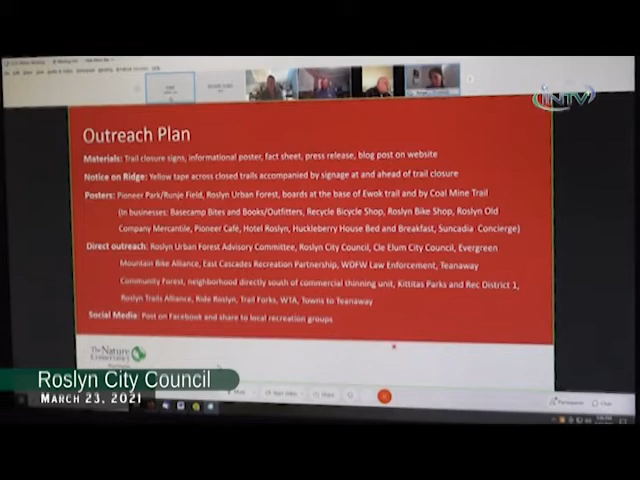 iNTV
Outreach Plan
Materials: Trail closure signs, informational poster, fact sheet, press release, blog post on website
Notice on Ridge: Yellow tape across closed trails accompanied by signage at and ahead of trail closure
Posters: Pioneer Park/Runje Field, Roslyn Urban Forest, boards at the base of Ewok trail and by Coal Mine Trail
(In businesses: Basecamp Bites and Books/Outfitters, Recycle Bicycle Shop, Roslyn Bike Shop, Roslyn Old
Company Mercantile, Pioneer Café, Hotel Roslyn, Huckleberry House Bed and Breakfast, Suncadia Concierge)
Direct outreach: Roslyn Urban Forest Advisory Committee, Roslyn City Council, Cle Elum City Council, Evergreen
Mountain Bike Alliance, East Cascades Recreation Partnership, WDFW Law Enforcement, Teanaway
Community Forest, neighborhood directly south of commercial thinning unit, Kittitas Parks and Rec District 1,
Roslyn Trails Alliance, Ride Roslyn, Trail Forks, WTA, Towns to Teanaway
Social Media: Post on Facebook and share to local recreation groups
The Nature
Conservancy
Roslyn City Council
March 23, 2021
Participants
Chat